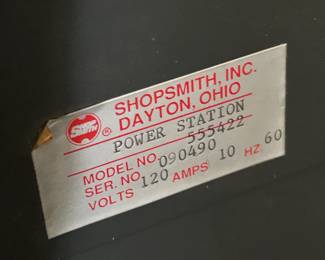 SHOPSMITH, INC.
DAYTON, OHIO
POWER STATION
MODEL NO. 555422
SER. NO. 090490
VOLTS 120 AMPS 10 HZ. 60
®